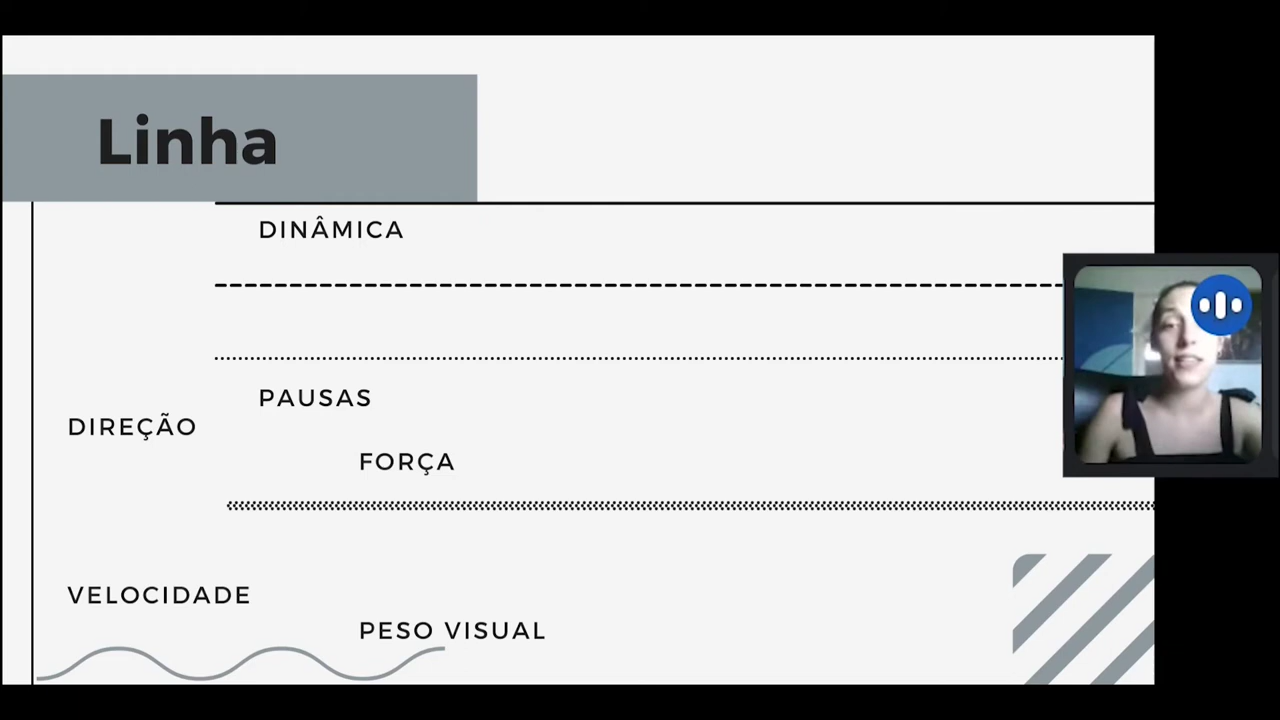 Linha
DINÂMICA
PAUSAS
DIREÇÃO
FORÇA
VELOCIDADE
PESO VISUAL